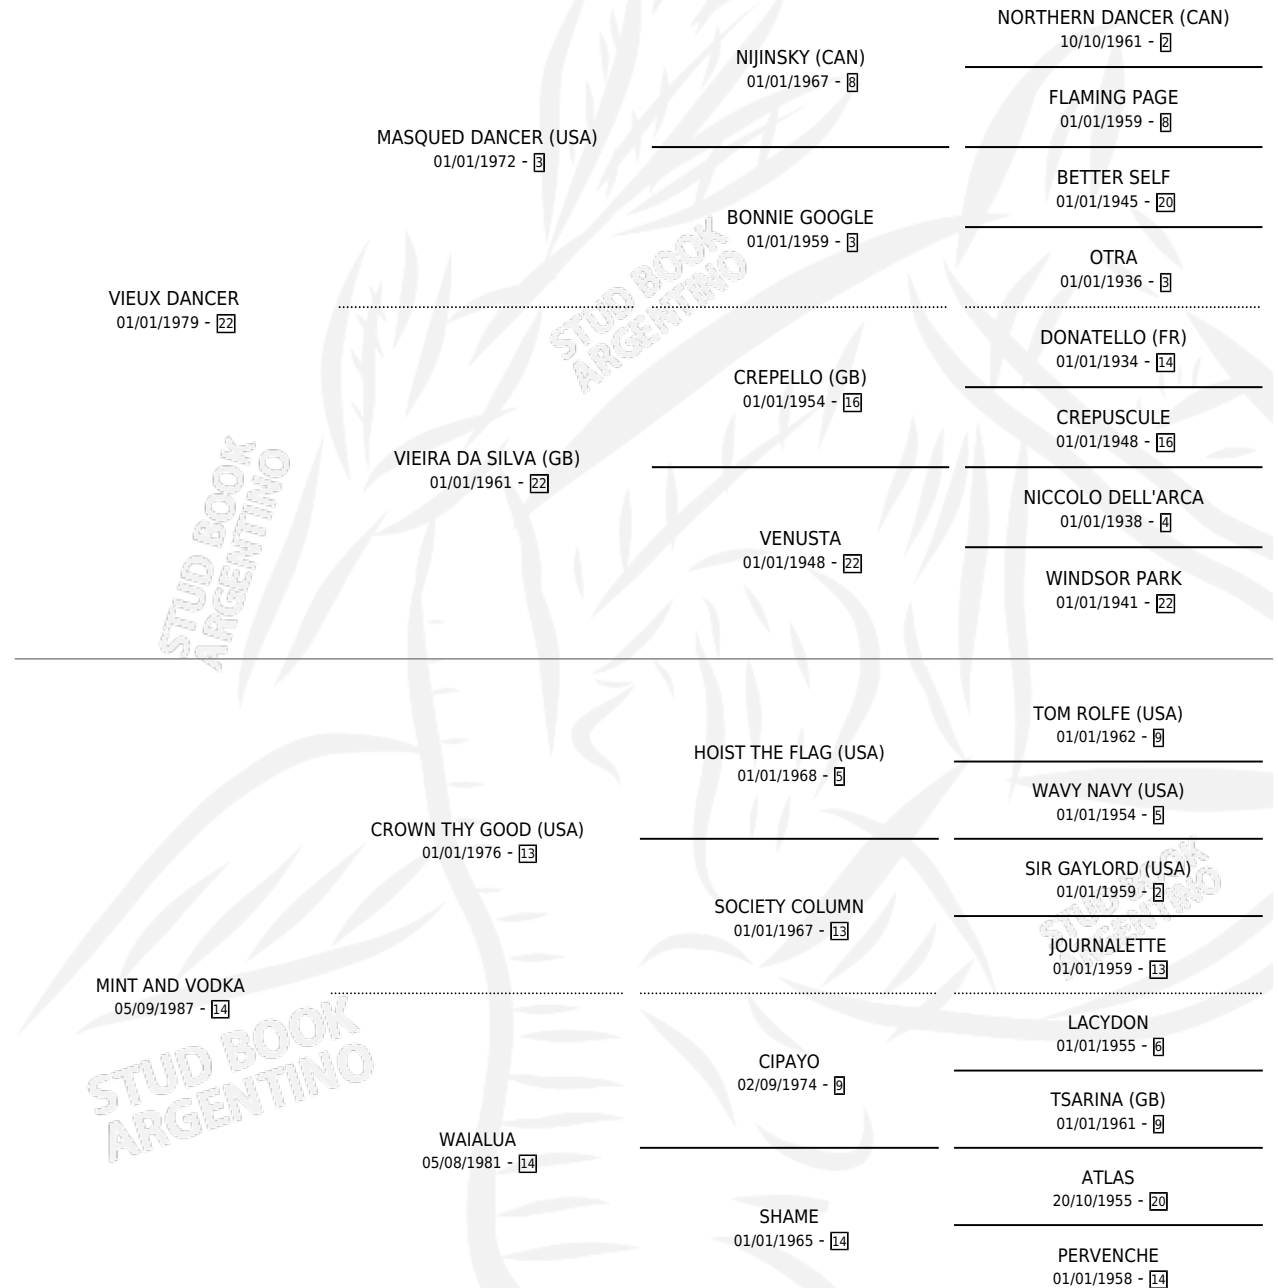 NORTHERN DANCER (CAN)
10/10/1961 - 2
NIJINSKY (CAN)
01/01/1967 - 8
FLAMING PAGE
01/01/1959 - 8
MASQUED DANCER (USA)
01/01/1972 - 3
BETTER SELF
01/01/1945 - 20
BONNIE GOOGLE
01/01/1959 - 3
OTRA
01/01/1936 - 3
VIEUX DANCER
01/01/1979 - 22
STUD BOOK
ARGENTINO
DONATELLO (FR)
01/01/1934 - 14
CREPELLO (GB)
01/01/1954 - 16
CREPUSCULE
01/01/1948 - 16
VIEIRA DA SILVA (GB)
01/01/1961 - 22
NICCOLO DELL'ARCA
01/01/1938 - 4
VENUSTA
01/01/1948 - 22
WINDSOR PARK
01/01/1941 - 22
STUD BOOK
ARGENTINO
TOM ROLFE (USA)
01/01/1962 - 9
HOIST THE FLAG (USA)
01/01/1968 - 5
WAVY NAVY (USA)
01/01/1954 - 5
CROWN THY GOOD (USA)
01/01/1976 - 13
SIR GAYLORD (USA)
01/01/1959 - 2
SOCIETY COLUMN
01/01/1967 - 13
STUD BOOK
ARGENTINO
JOURNALETTE
01/01/1959 - 13
MINT AND VODKA
05/09/1987 - 14
LACYDON
01/01/1955 - 6
STUD BOOK
ARGENTINO
CIPAYO
02/09/1974 - 9
TSARINA (GB)
01/01/1961 - 9
WAIALUA
05/08/1981 - 14
ATLAS
20/10/1955 - 20
SHAME
01/01/1965 - 14
PERVENCHE
01/01/1958 - 14